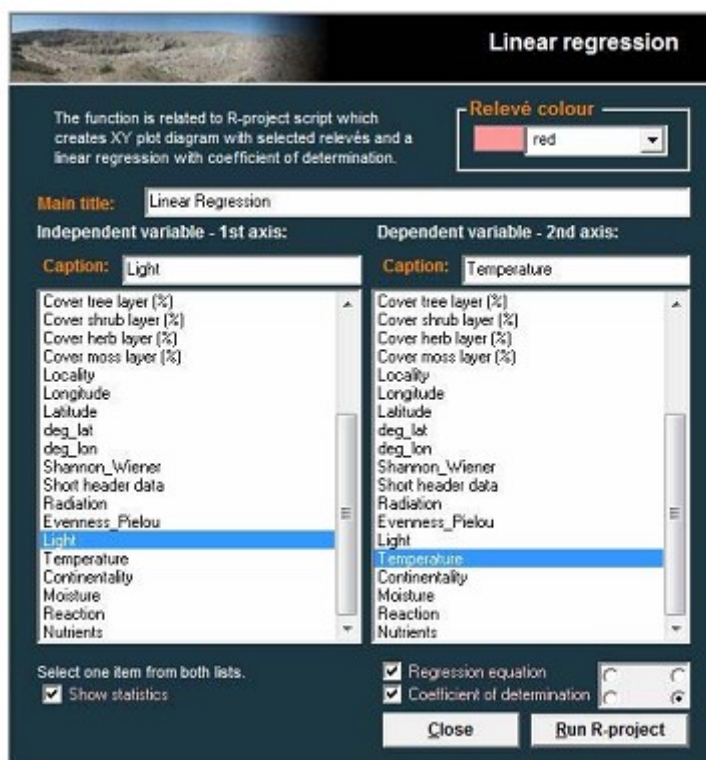 Linear regression
The function is related to R-project script which
creates XY plot diagram with selected relevés and a
linear regression with coefficient of determination.
Relevé colour
red
Main title: Linear Regression
Independent variable - 1st axis:
Caption: Light
Cover tree layer (%)
Cover shrub layer (%)
Cover herb layer (%)
Cover moss layer (%)
Locality
Longitude
Latitude
deg_lat
deg_lon
Shannon_Wiener
Short header data
Radiation
Evenness_Pielou
Light
Temperature
Continentality
Moisture
Reaction
Nutrients
Dependent variable - 2nd axis:
Caption: Temperature
Cover tree layer (%)
Cover shrub layer (%)
Cover herb layer (%)
Cover moss layer (%)
Locality
Longitude
Latitude
deg_lat
deg_lon
Shannon_Wiener
Short header data
Radiation
Evenness_Pielou
Light
Temperature
Continentality
Moisture
Reaction
Nutrients
Select one item from both lists.
Show statistics
Regression equation
Coefficient of determination
Close
Run R-project